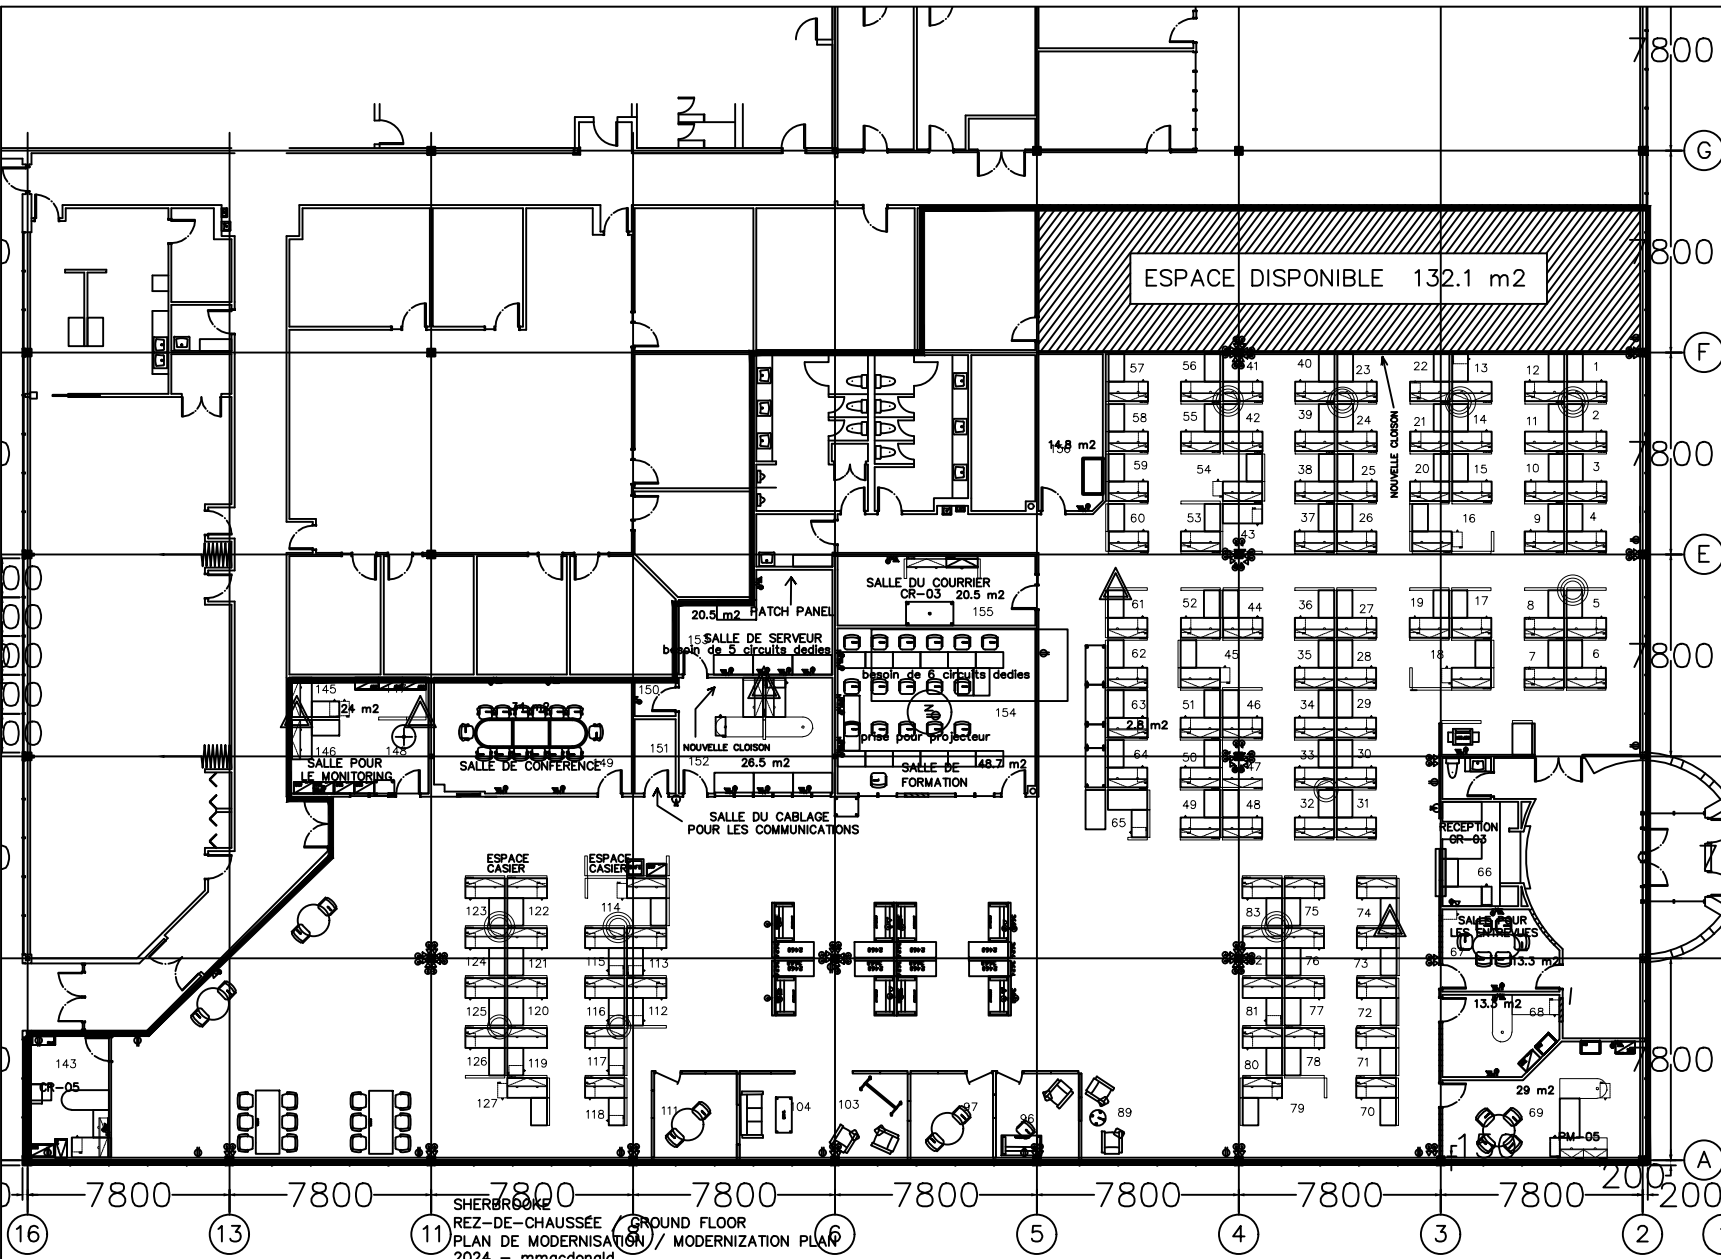 7800
G
7800
ESPACE DISPONIBLE 132.1 m2
F
57 56 41 40 23 22 13 12 1
58 55 42 39 24 21 14 11 2
NOUVELLE CLOISON
14.8 m2
7800
59 54 38 25 20 15 10 3
60 53 43 37 26 16 9 4
E
SALLE DU COURRIER
CR-03 20.5 m2
155
PATCH PANEL
20.5 m2
153
SALLE DE SERVEUR
besoin de 5 circuits dedies
61 52 44 36 27 19 17 8 5
62 45 35 28 18 7 6
7800
besoin de 6 circuits dedies
154
prise pour projecteur
SALLE DE
FORMATION
48.7 m2
63 51 46 34 29
2.8 m2
64 50 47 33 30
65 49 48 32 31
145
24 m2
146 148
SALLE POUR
LE MONITORING
SALLE DE CONFERENCE
149
150
151
152
NOUVELLE CLOISON
26.5 m2
SALLE DU CABLAGE
POUR LES COMMUNICATIONS
RECEPTION
CR-03
66
ESPACE
CASIER
ESPACE
CASIER
123 122 114
83 75 74
SALLE POUR
LES ENTREVUES
67
13.3 m2
124 121 115 113
76 73
13.3 m2
68
125 120 116 112
81 77 72
126 119 117
80 78 71
127 118
79 70
7800
29 m2
69
PM-05
143
CR-05
111 104 103 97 96 89
A
7800 7800 7800 7800 7800 7800 7800 7800 200 200
16 13 11 8 6 5 4 3 2
SHERBROOKE
REZ-DE-CHAUSSÉE / GROUND FLOOR
PLAN DE MODERNISATION / MODERNIZATION PLAN
2024 - mmacdonald